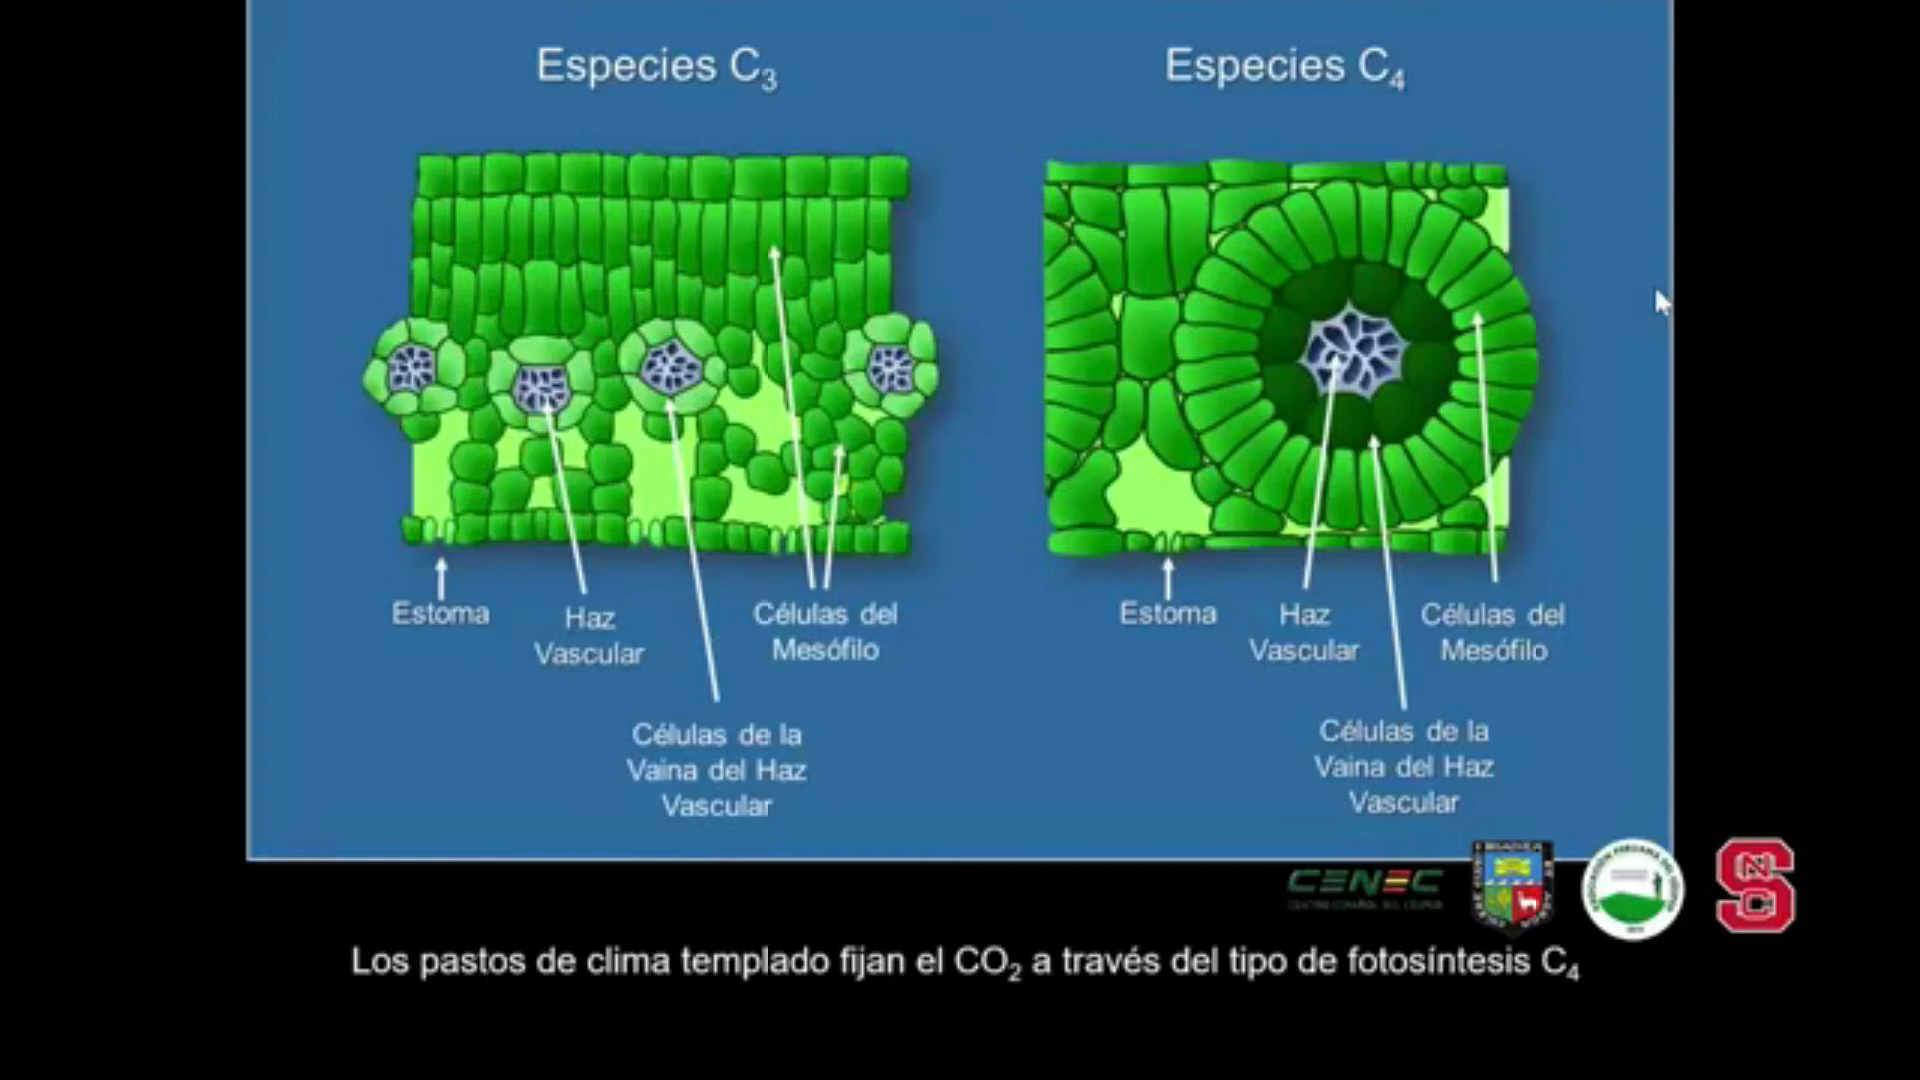 Especies C3
Especies C4
Estoma
Haz
Vascular
Células del
Mesófilo
Células de la
Vaina del Haz
Vascular
Estoma
Haz
Vascular
Células del
Mesófilo
Células de la
Vaina del Haz
Vascular
CENEC
Los pastos de clima templado fijan el CO2 a través del tipo de fotosíntesis C4